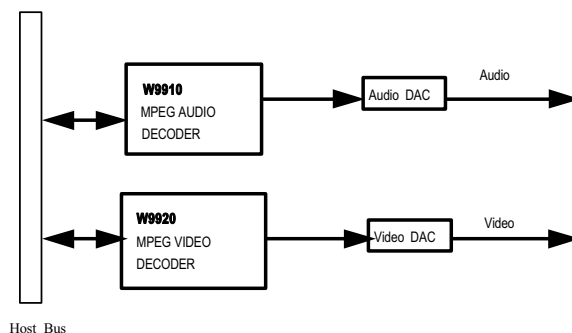 W9910
MPEG AUDIO
DECODER
Audio DAC
Audio
W9920
MPEG VIDEO
DECODER
Video DAC
Video
Host Bus